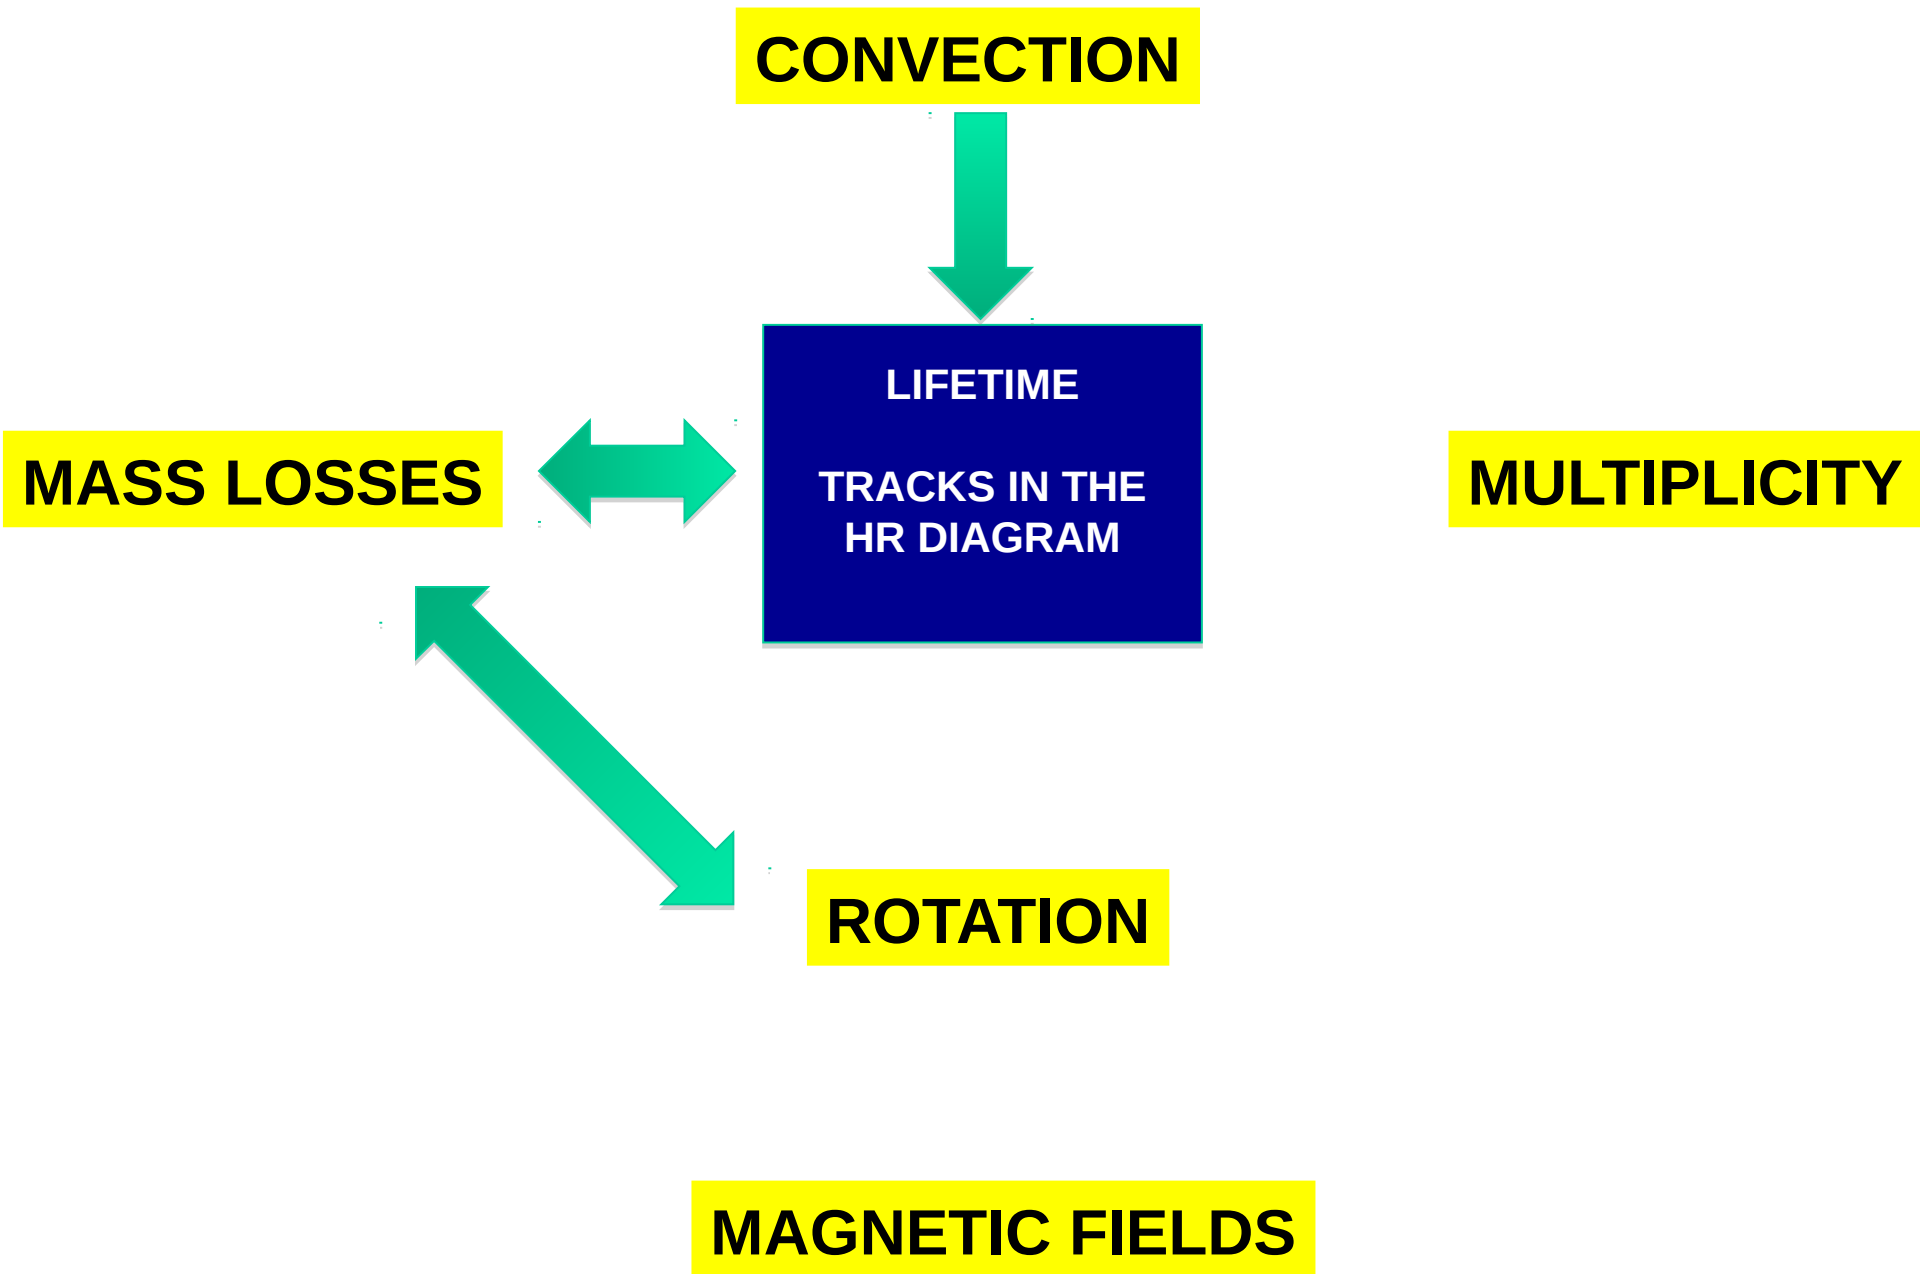 CONVECTION
LIFETIME
TRACKS IN THE
HR DIAGRAM
MASS LOSSES
MULTIPLICITY
ROTATION
MAGNETIC FIELDS